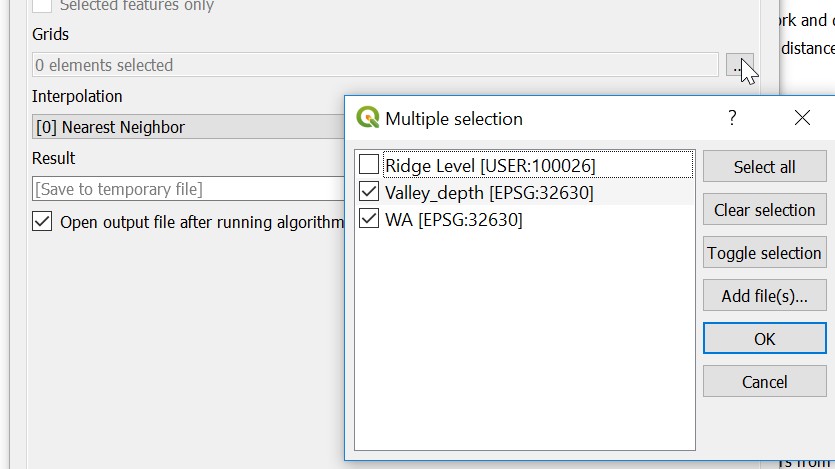 Selected features only
Grids
0 elements selected
Interpolation
[0] Nearest Neighbor
Result
[Save to temporary file]
Open output file after running algorithm
Multiple selection
?
Ridge Level [USER:100026]
Valley_depth [EPSG:32630]
WA [EPSG:32630]
Select all
Clear selection
Toggle selection
Add file(s)...
OK
Cancel
and
distance
from